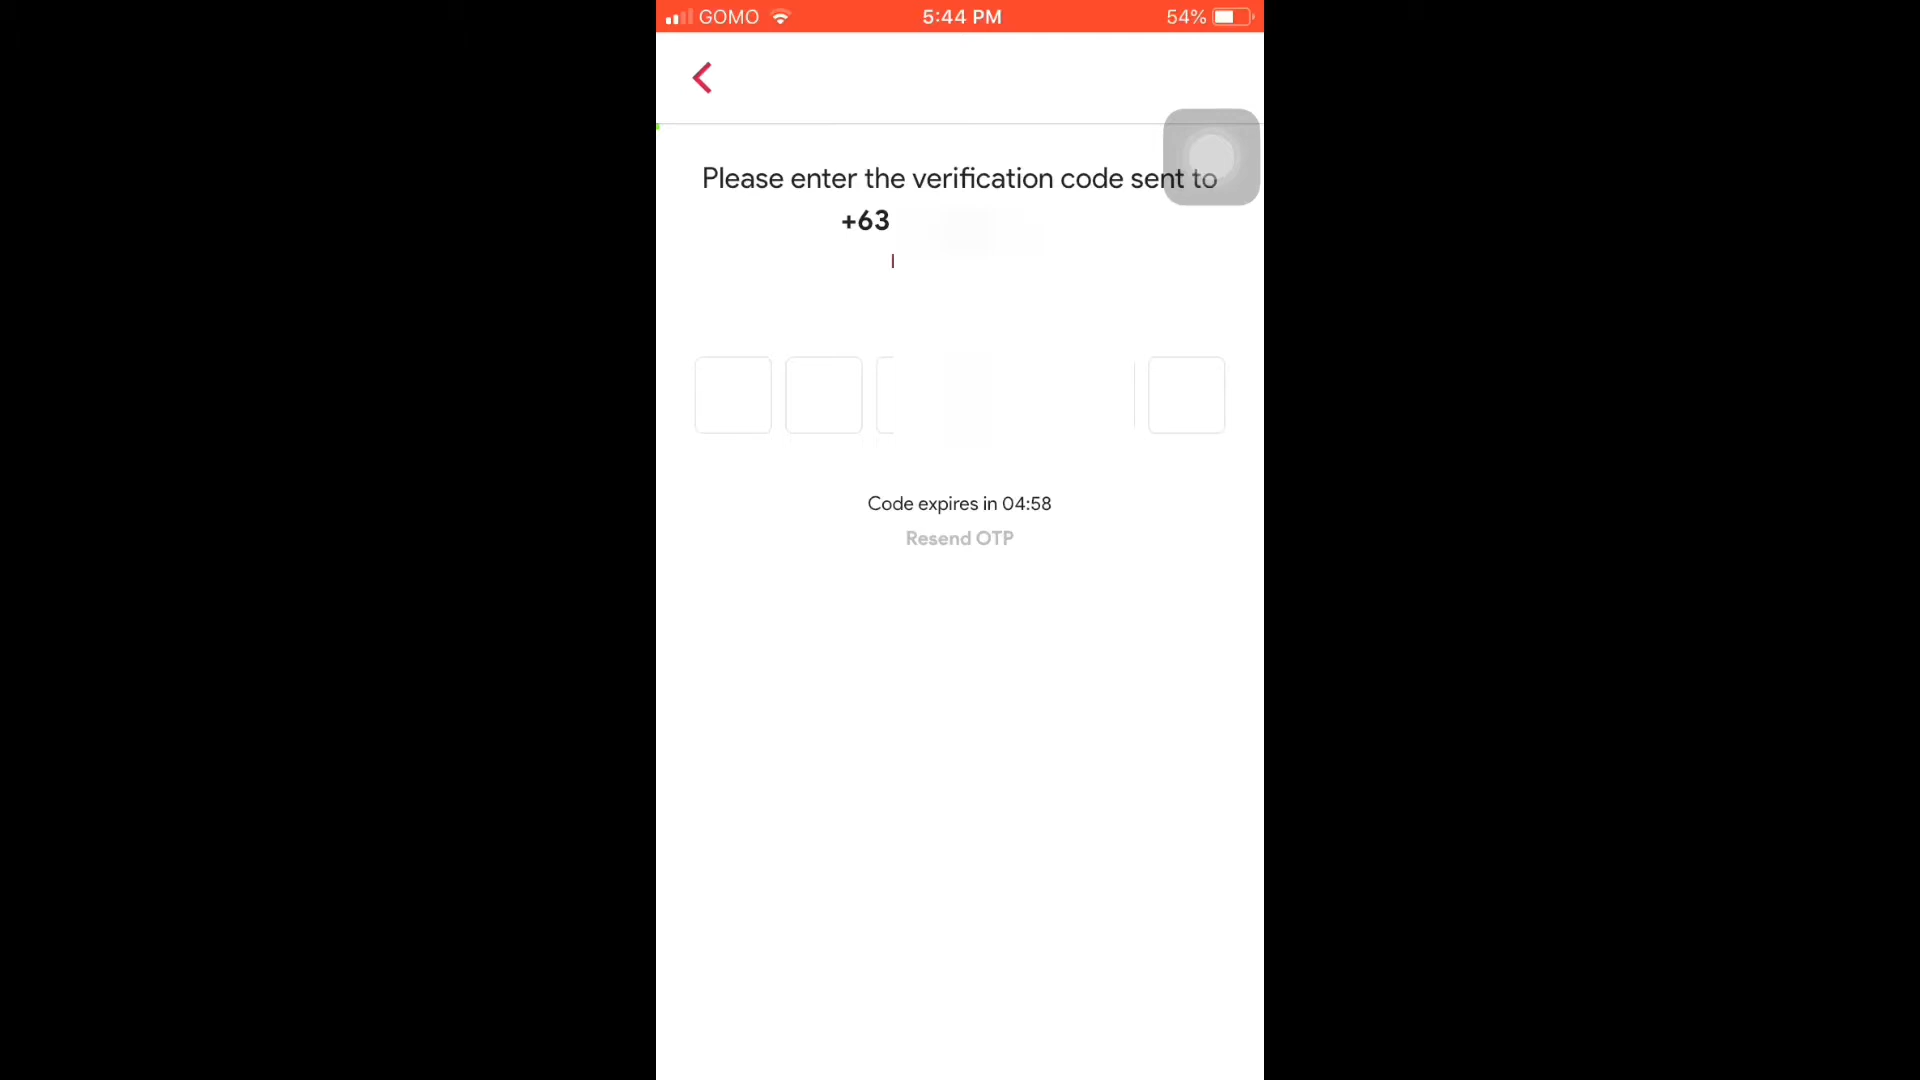 GOMO 5:44 PM 54%
Please enter the verification code sent to
+63
Code expires in 04:58
Resend OTP